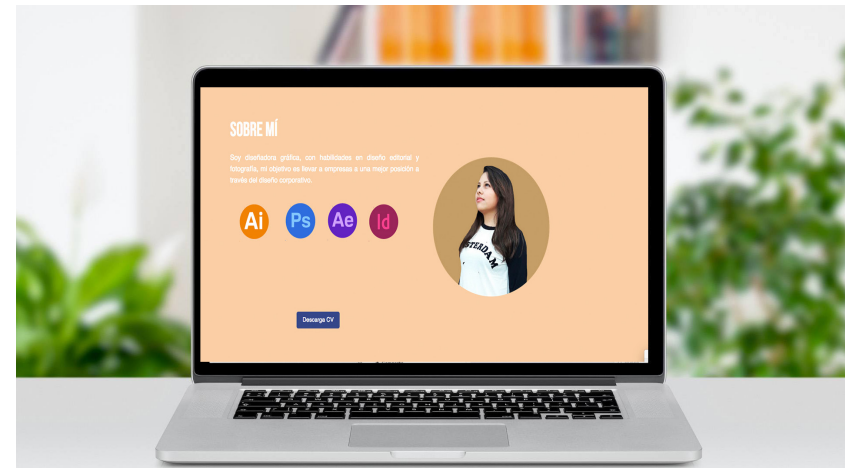 SOBRE MÍ
Soy diseñadora gráfica, con habilidades en diseño editorial y
fotografía, mi objetivo es llevar a empresas a una mejor posición a
través del diseño corporativo.
Ai Ps Ae Id
STERDAM
Descarga CV